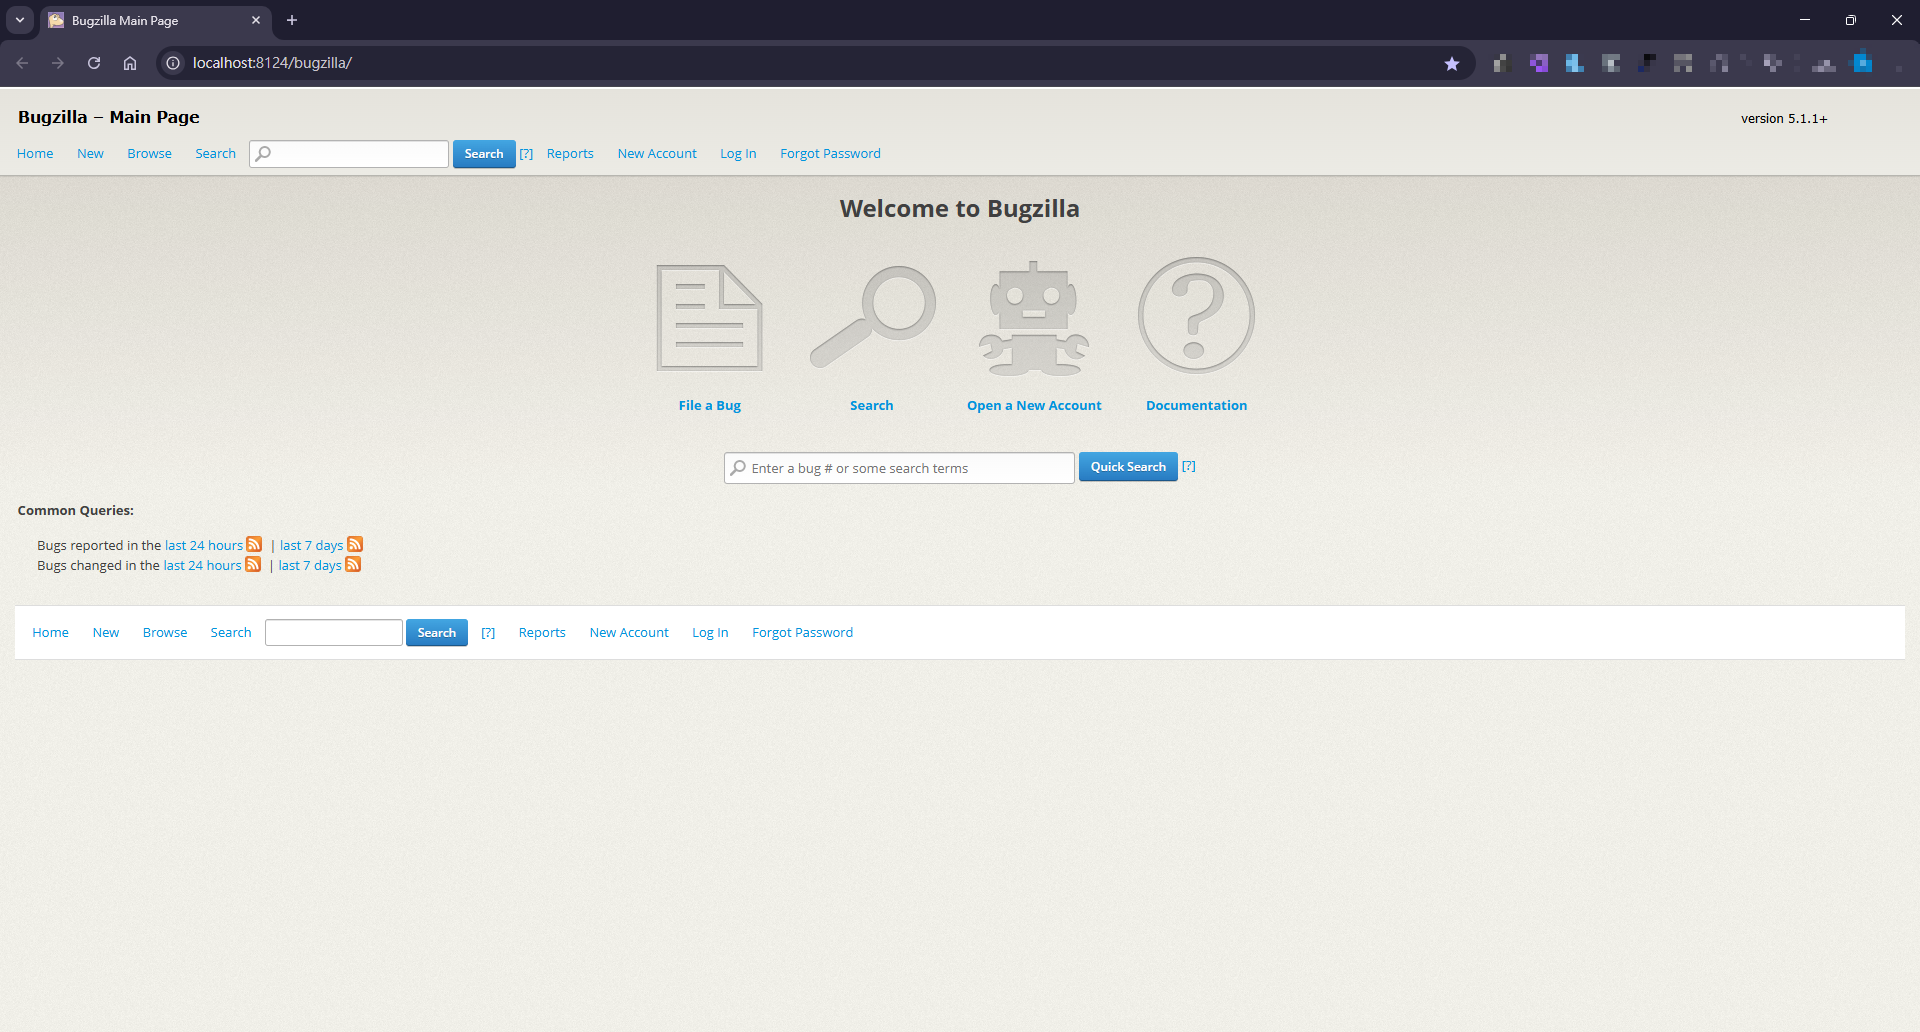 Bugzilla Main Page
localhost:8124/bugzilla/
Bugzilla – Main Page
version 5.1.1+
Home New Browse Search Search [?] Reports New Account Log In Forgot Password
Welcome to Bugzilla
File a Bug Search Open a New Account Documentation
Enter a bug # or some search terms Quick Search [?]
Common Queries:
Bugs reported in the last 24 hours | last 7 days
Bugs changed in the last 24 hours | last 7 days
Home New Browse Search Search [?] Reports New Account Log In Forgot Password